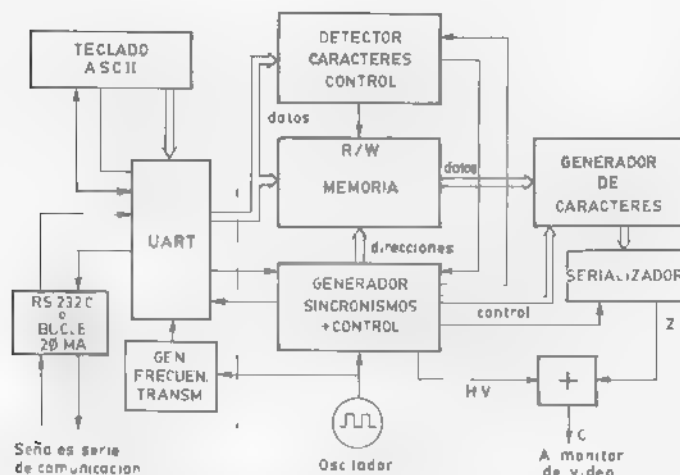 TECLADO
ASCII
DETECTOR
CARACTERES
CONTROL
datos
R/W
MEMORIA
datos
GENERADOR
DE
CARACTERES
UART
direcciones
GENERADOR
SINCRONISMOS
+CONTROL
control
SERIALIZADOR
RS 232C
o
BUCLE
20 MA
GEN
FRECUEN.
TRANSM
Z
HV
+
C
Señales serie
de comunicacion
Oscilador
A monitor
de video